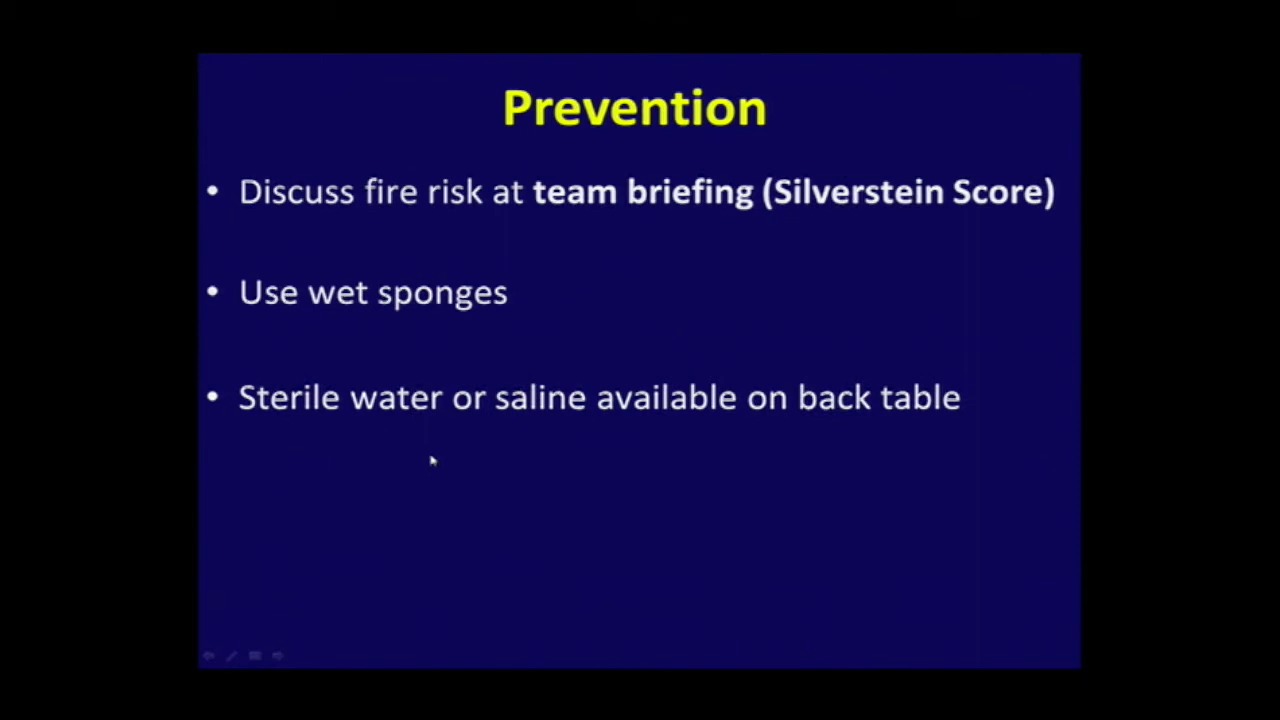 Prevention
• Discuss fire risk at team briefing (Silverstein Score)
• Use wet sponges
• Sterile water or saline available on back table